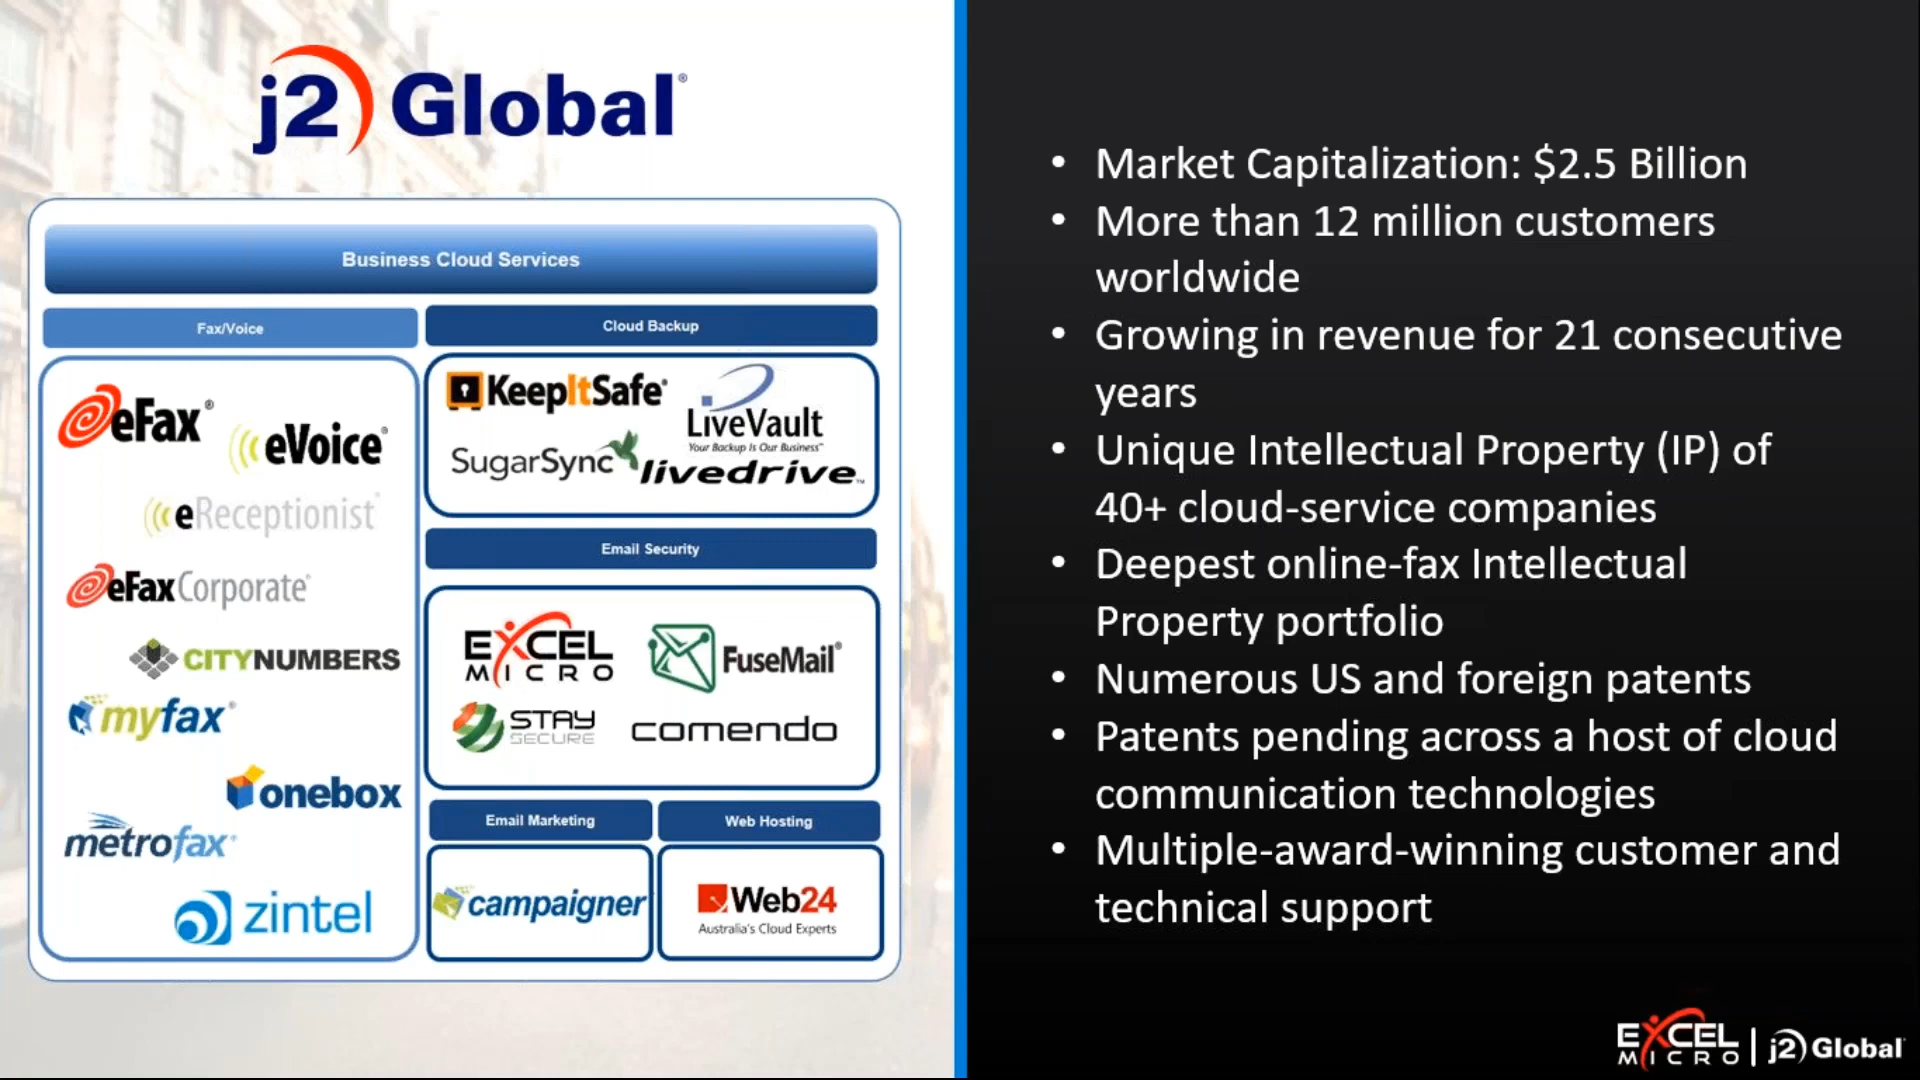 j2 Global®
Business Cloud Services
Fax/Voice
eFax®
eVoice®
eReceptionist®
eFaxCorporate®
CITYNUMBERS
myfax®
onebox
metrofax®
zintel
Cloud Backup
KeepItSafe®
LiveVault
Your Backup Is Our Business™
SugarSync
livedrive™
Email Security
EXCEL
MICRO
FuseMail®
STAY
SECURE
comendo
Email Marketing
campaigner
Web Hosting
Web24
Australia's Cloud Experts
• Market Capitalization: $2.5 Billion
• More than 12 million customers
worldwide
• Growing in revenue for 21 consecutive
years
• Unique Intellectual Property (IP) of
40+ cloud-service companies
• Deepest online-fax Intellectual
Property portfolio
• Numerous US and foreign patents
• Patents pending across a host of cloud
communication technologies
• Multiple-award-winning customer and
technical support
EXCEL
MICRO
j2 Global